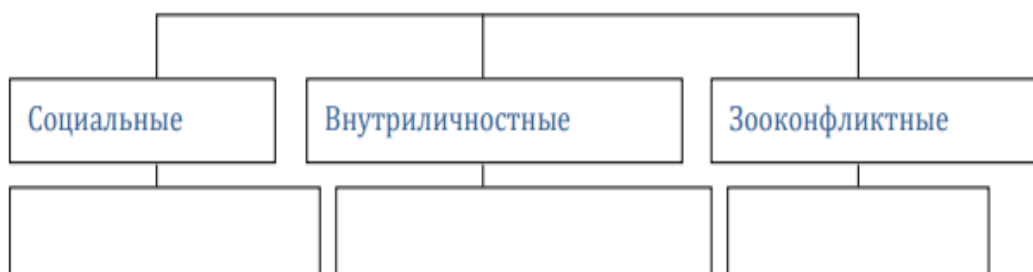 Социальные
Внутриличностные
Зооконфликтные